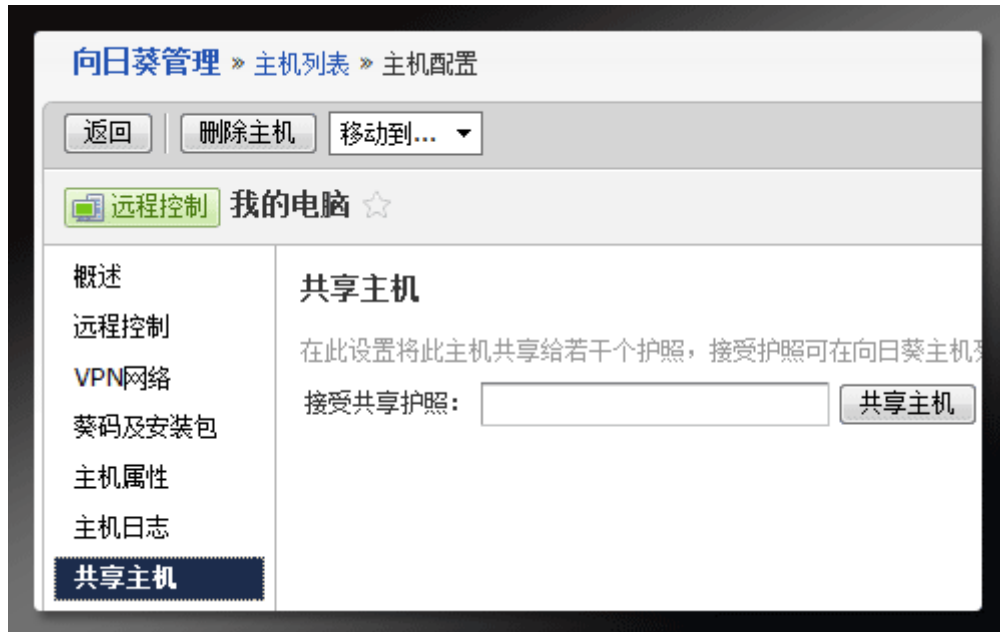 向日葵管理 » 主机列表 » 主机配置
返回 删除主机 移动到...
远程控制 我的电脑
概述
远程控制
VPN网络
葵码及安装包
主机属性
主机日志
共享主机
共享主机
在此设置将此主机共享给若干个护照，接受护照可在向日葵主机列
接受共享护照： 共享主机